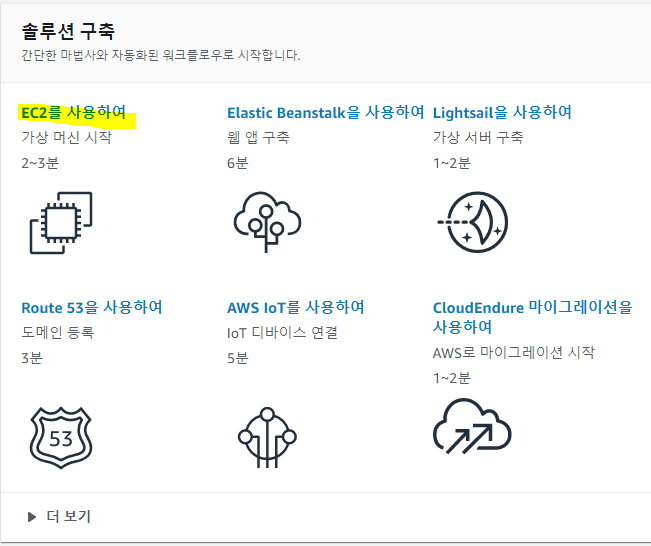 솔루션 구축
간단한 마법사와 자동화된 워크플로우로 시작합니다.
EC2를 사용하여
가상 머신 시작
2~3분
Elastic Beanstalk을 사용하여
웹 앱 구축
6분
Lightsail을 사용하여
가상 서버 구축
1~2분
Route 53을 사용하여
도메인 등록
3분
53
AWS IoT를 사용하여
IoT 디바이스 연결
5분
CloudEndure 마이그레이션을
사용하여
AWS로 마이그레이션 시작
1~2분
더 보기